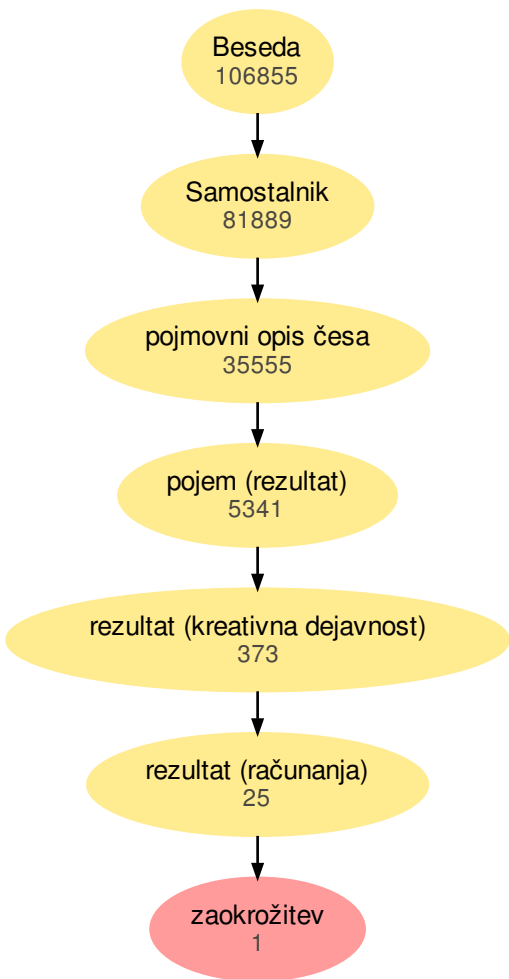 Beseda
106855
Samostalnik
81889
pojmovni opis česa
35555
pojem (rezultat)
5341
rezultat (kreativna dejavnost)
373
rezultat (računanja)
25
zaokrožitev
1